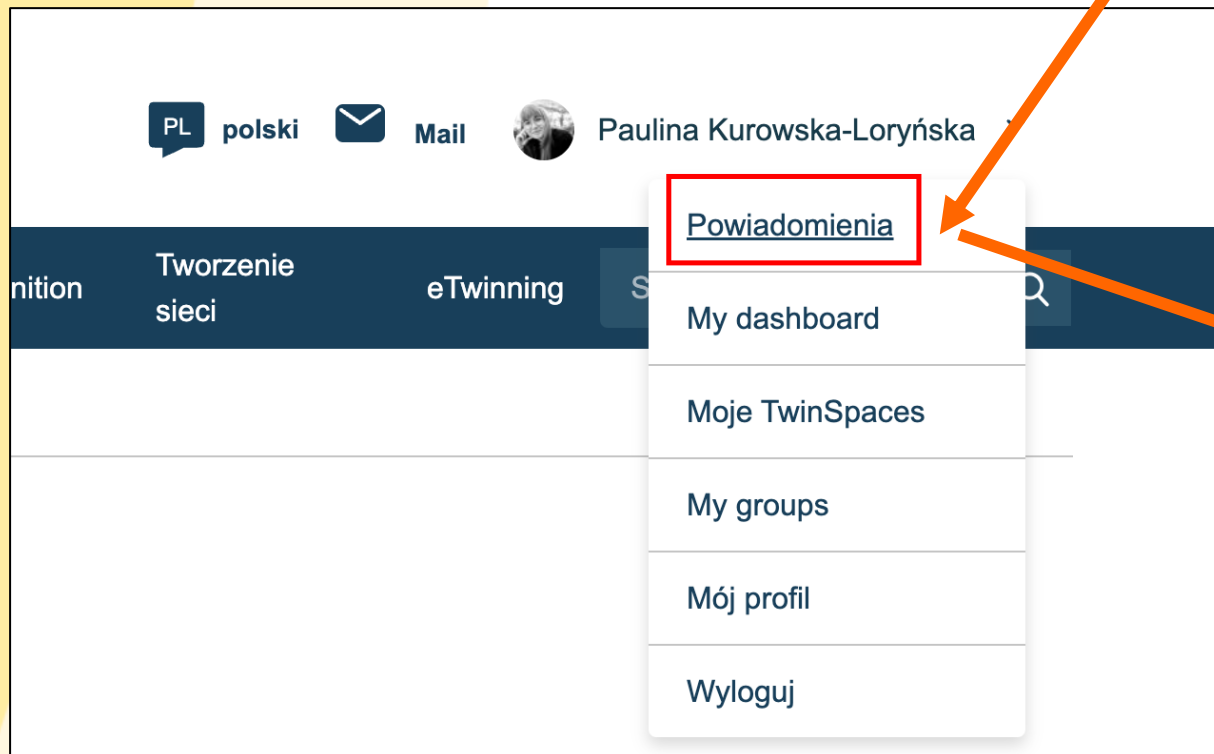 PL polski Mail Paulina Kurowska-Loryńska
Powiadomienia
nition
Tworzenie
sieci
eTwinning
S
My dashboard
Moje TwinSpaces
My groups
Mój profil
Wyloguj